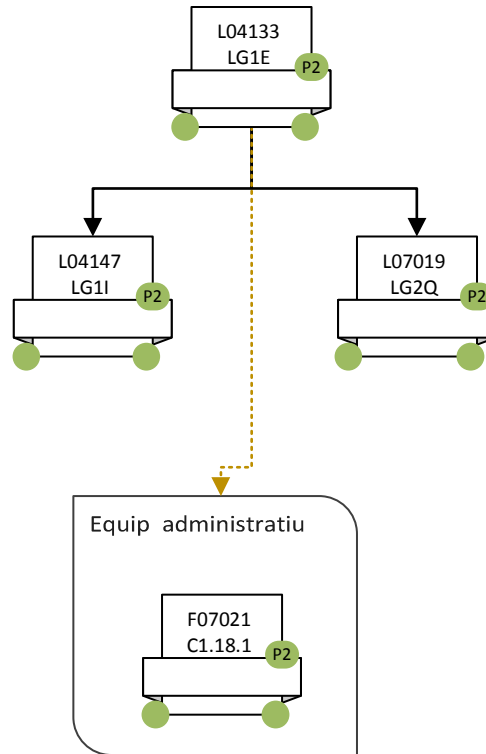 L04133
LG1E
P2
L04147
LG1I
P2
L07019
LG2Q
P2
Equip administratiu
F07021
C1.18.1
P2